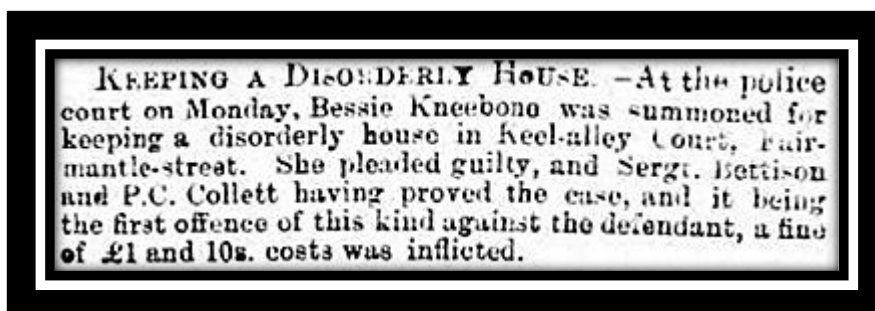 KEEPING A DISORDERLY HOUSE.—At the police
court on Monday, Bessie Kneebono was summoned for
keeping a disorderly house in Keel-alley Court, Fair-
mantle-street. She pleaded guilty, and Sergt. Bettison
and P.C. Collett having proved the case, and it being
the first offence of this kind against the defendant, a fine
of £1 and 10s. costs was inflicted.